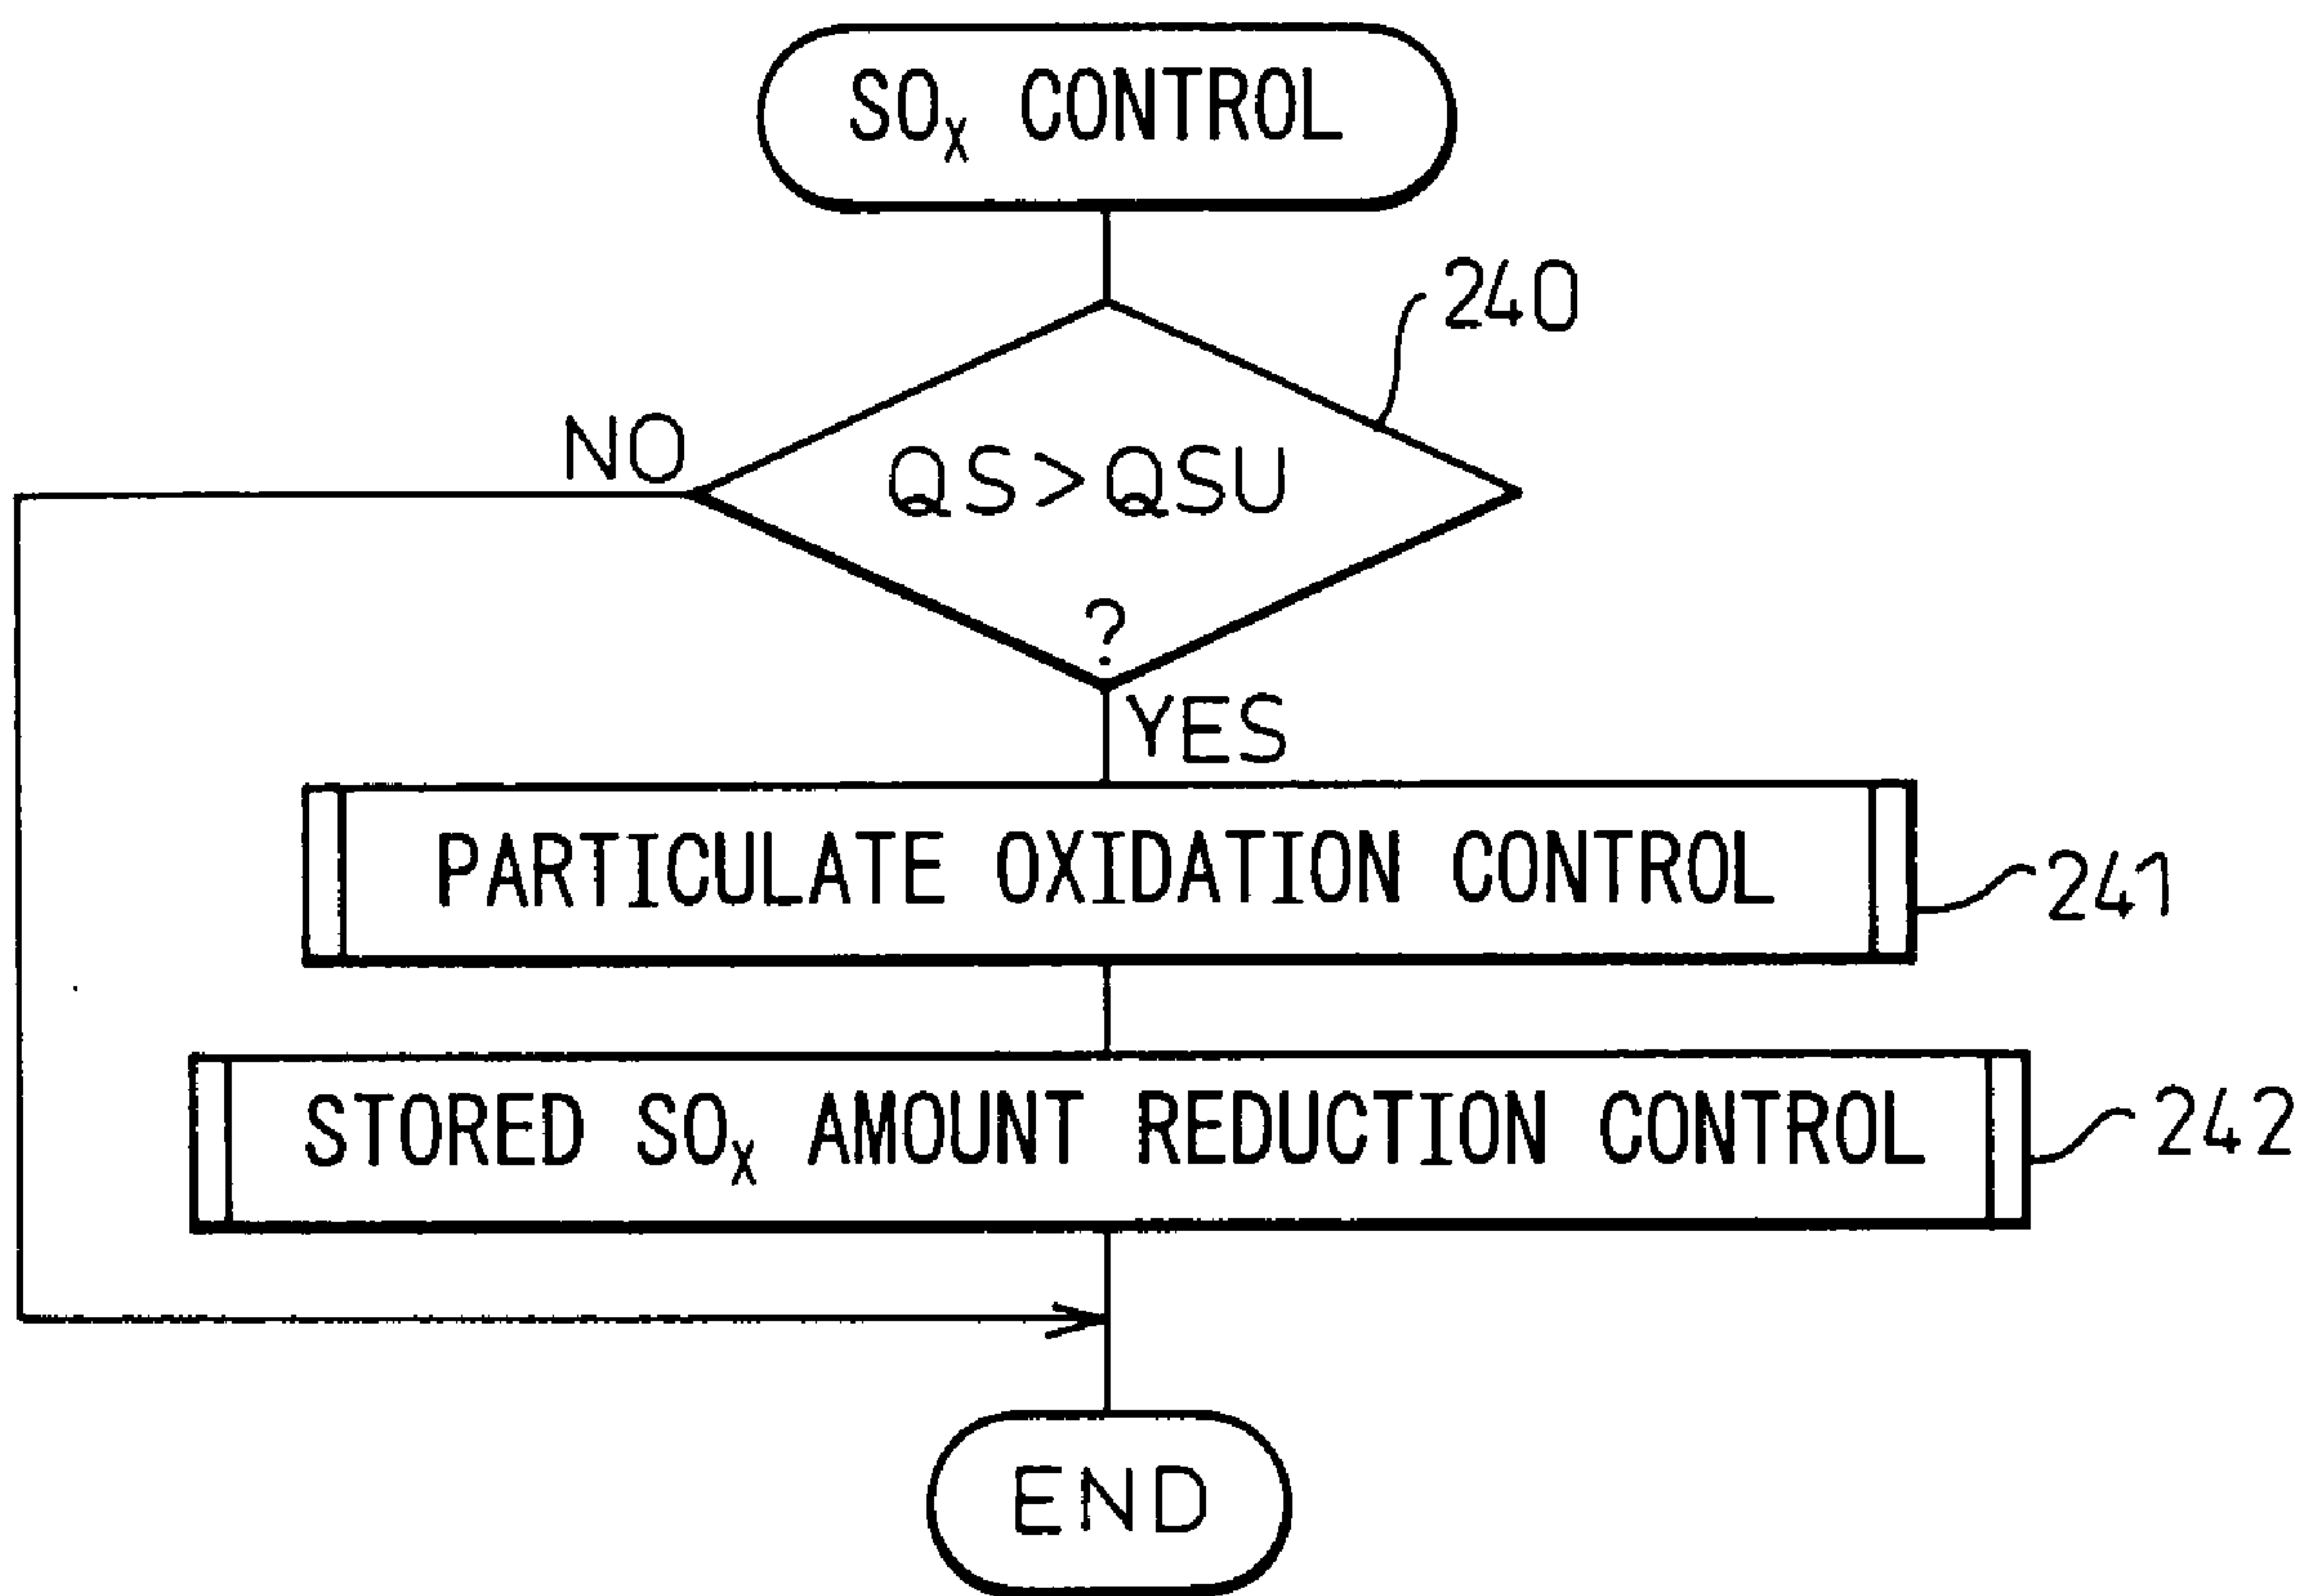 SOX CONTROL
240
NO
QS>QSU
?
YES
PARTICULATE OXIDATION CONTROL
241
STORED SOX AMOUNT REDUCTION CONTROL
242
END